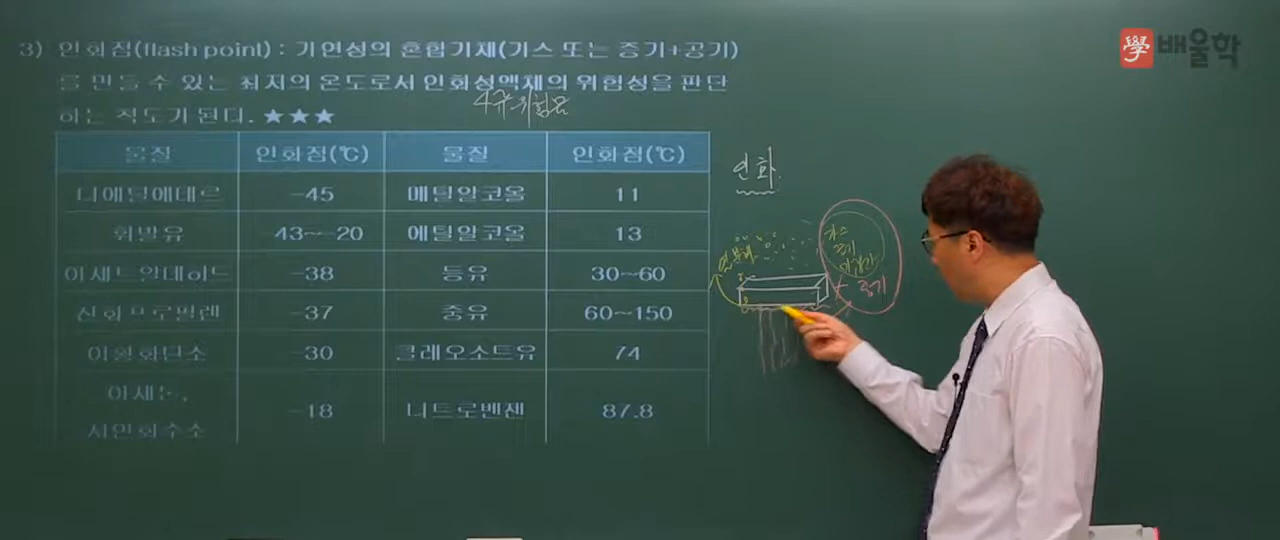 3) 인화점(flash point) : 가연성의 혼합기체(가스 또는 증기+공기)
를 만들 수 있는 최저의 온도로서 인화성액체의 위험성을 판단
하는 척도가 된다. ★★★
4류 위험물
물질 인화점(℃) 물질 인화점(℃)
디에틸에테르 -45 메틸알코올 11
휘발유 43~-20 에틸알코올 13
아세트알데히드 -38 등유 30~60
산화프로필렌 -37 중유 60~150
이황화탄소 -30 클레오소트유 74
아세톤,
시안화수소 -18 니트로벤젠 87.8
인화
가스
증기
공기
學 배울학